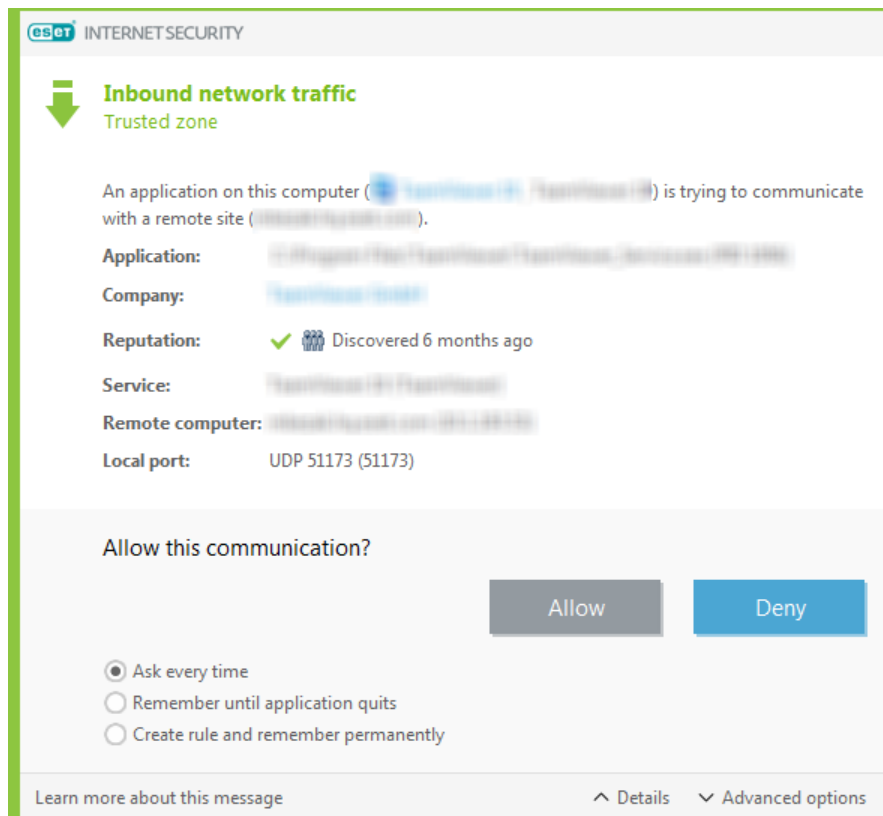 eset INTERNET SECURITY
Inbound network traffic
Trusted zone
An application on this computer ( ) is trying to communicate
with a remote site ( ).
Application:
Company:
Reputation: Discovered 6 months ago
Service:
Remote computer:
Local port: UDP 51173 (51173)
Allow this communication?
Allow Deny
Ask every time
Remember until application quits
Create rule and remember permanently
Learn more about this message Details Advanced options